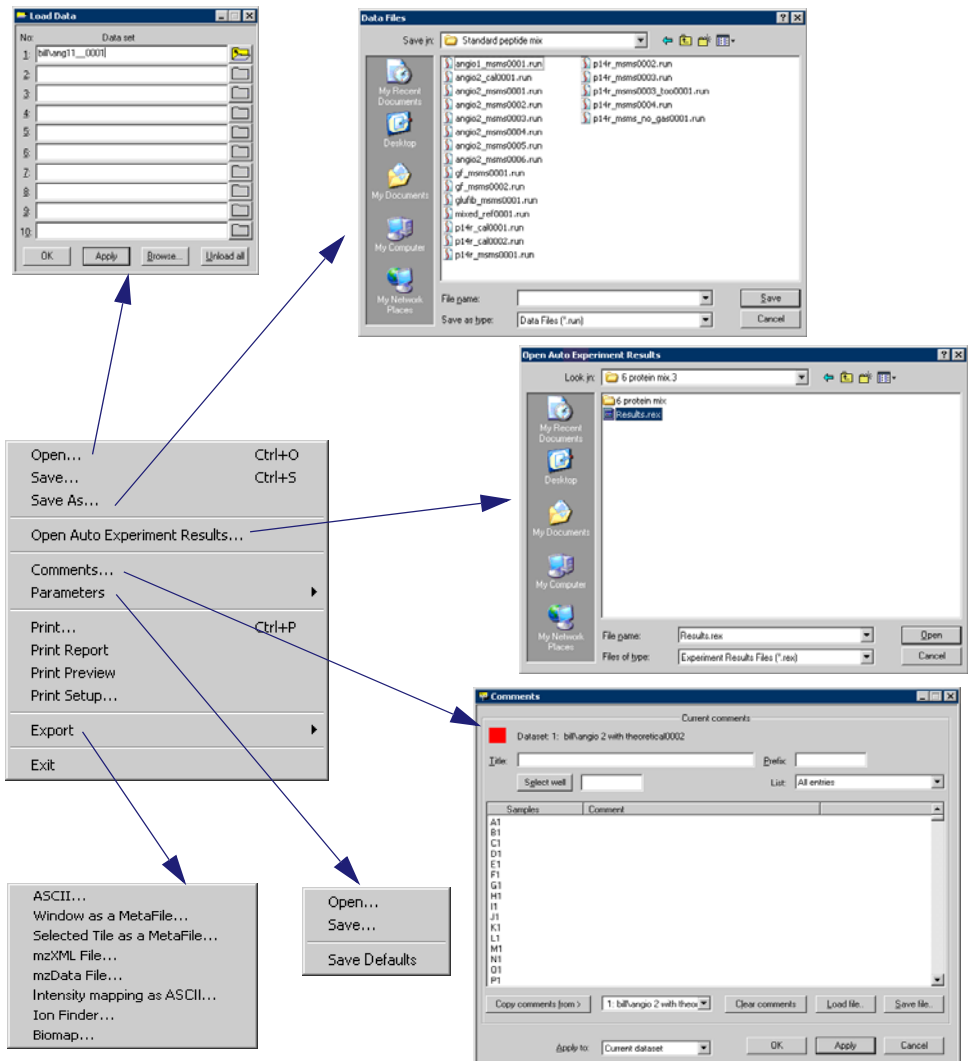 Load Data
No: Data set
1: bill\ang11__0001
2:
3:
4:
5:
6:
7:
8:
9:
10:
OK Apply Browse... Unload all
Data Files
Save in: Standard peptide mix
My Recent Documents
Desktop
My Documents
My Computer
My Network Places
angio1_msms0001.run
angio2_cal0001.run
angio2_msms0001.run
angio2_msms0002.run
angio2_msms0003.run
angio2_msms0004.run
angio2_msms0005.run
angio2_msms0006.run
gf_msms0001.run
gf_msms0002.run
glufib_msms0001.run
mixed_ref0001.run
p14r_cal0001.run
p14r_cal0002.run
p14r_msms0001.run
p14r_msms0002.run
p14r_msms0003.run
p14r_msms0003_too0001.run
p14r_msms0004.run
p14r_msms_no_gas0001.run
File name: Save
Save as type: Data Files (*.run) Cancel
Open Auto Experiment Results
Look in: 6 protein mix.3
My Recent Documents
Desktop
My Documents
My Computer
My Network Places
6 protein mix
Results.rex
File name: Results.rex Open
Files of type: Experiment Results Files (*.rex) Cancel
Open... Ctrl+O
Save... Ctrl+S
Save As...
Open Auto Experiment Results...
Comments...
Parameters
Print... Ctrl+P
Print Report
Print Preview
Print Setup...
Export
Exit
Comments
Current comments
Dataset: 1: bill\angio 2 with theoretical0002
Title: Prefix:
Select well List: All entries
Samples Comment
A1
B1
C1
D1
E1
F1
G1
H1
I1
J1
K1
L1
M1
N1
O1
P1
Copy comments from > 1: bill\angio 2 with theor Clear comments Load file.. Save file..
Apply to: Current dataset OK Apply Cancel
ASCII...
Window as a MetaFile...
Selected Tile as a MetaFile...
mzXML File...
mzData File...
Intensity mapping as ASCII...
Ion Finder...
Biomap...
Open...
Save...
Save Defaults